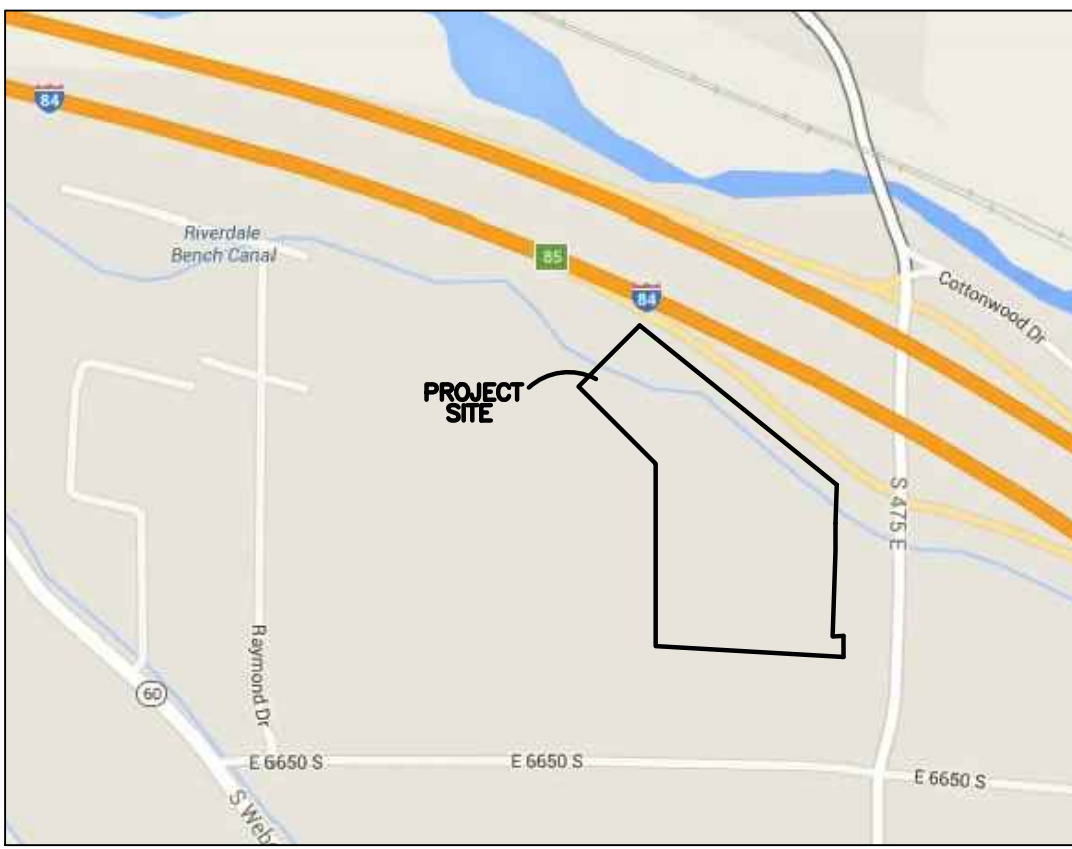 84
Riverdale
Bench Canal
85
84
Cottonwood Dr
PROJECT
SITE
S 475 E
Raymond Dr
60
E 6650 S
E 6650 S
E 6650 S
S Web